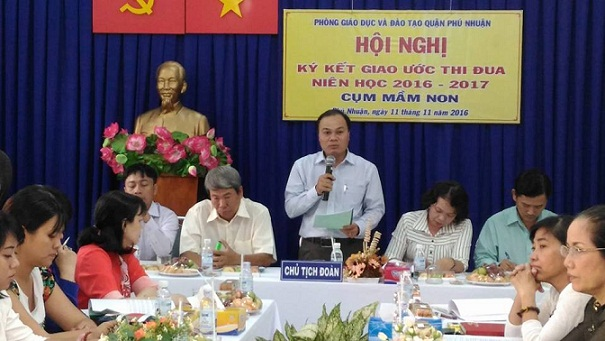 PHÒNG GIÁO DỤC VÀ ĐÀO TẠO QUẬN PHÚ NHUẬN
HỘI NGHỊ
KÝ KẾT GIAO ƯỚC THI ĐUA
NIÊN HỌC 2016 - 2017
CỤM MẦM NON
Phú Nhuận, ngày 11 tháng 11 năm 2016
CHỦ TỊCH ĐOÀN